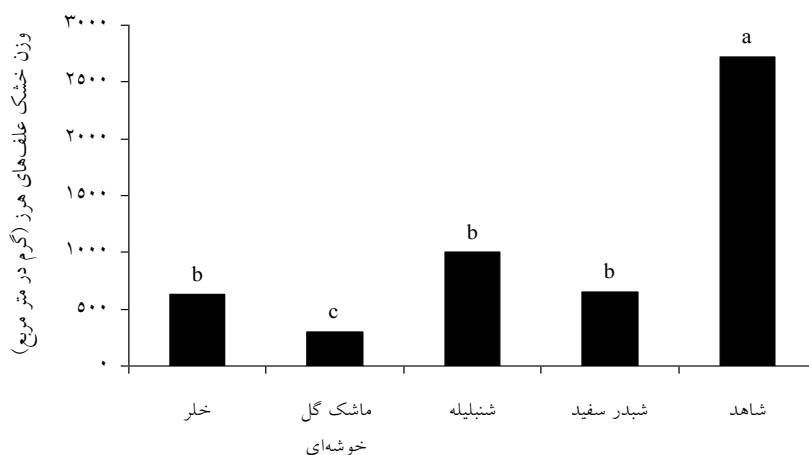 وزن خشک علف‌های هرز (گرم در متر مربع)
۳۰۰۰
۲۵۰۰
۲۰۰۰
۱۵۰۰
۱۰۰۰
۵۰۰
۰
b
c
b
b
a
خلر
ماشک گل
خوشه‌ای
شنبلیله
شبدر سفید
شاهد